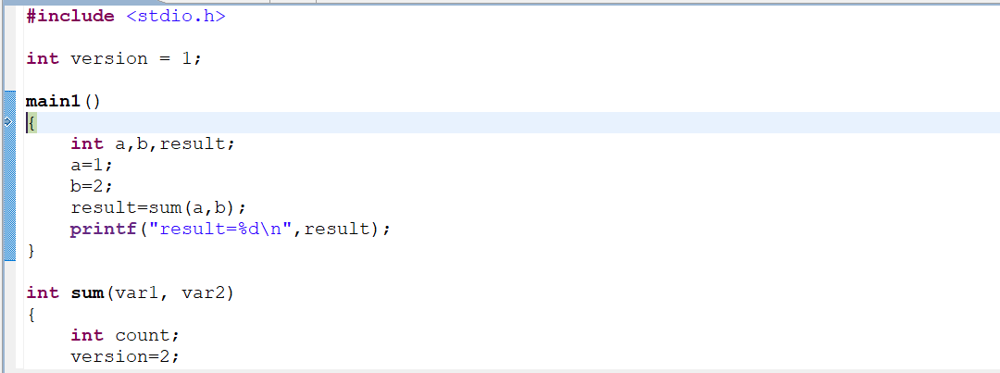 #include <stdio.h>
int version = 1;
main1()
{
    int a,b,result;
    a=1;
    b=2;
    result=sum(a,b);
    printf("result=%d\n",result);
}
int sum(var1, var2)
{
    int count;
    version=2;